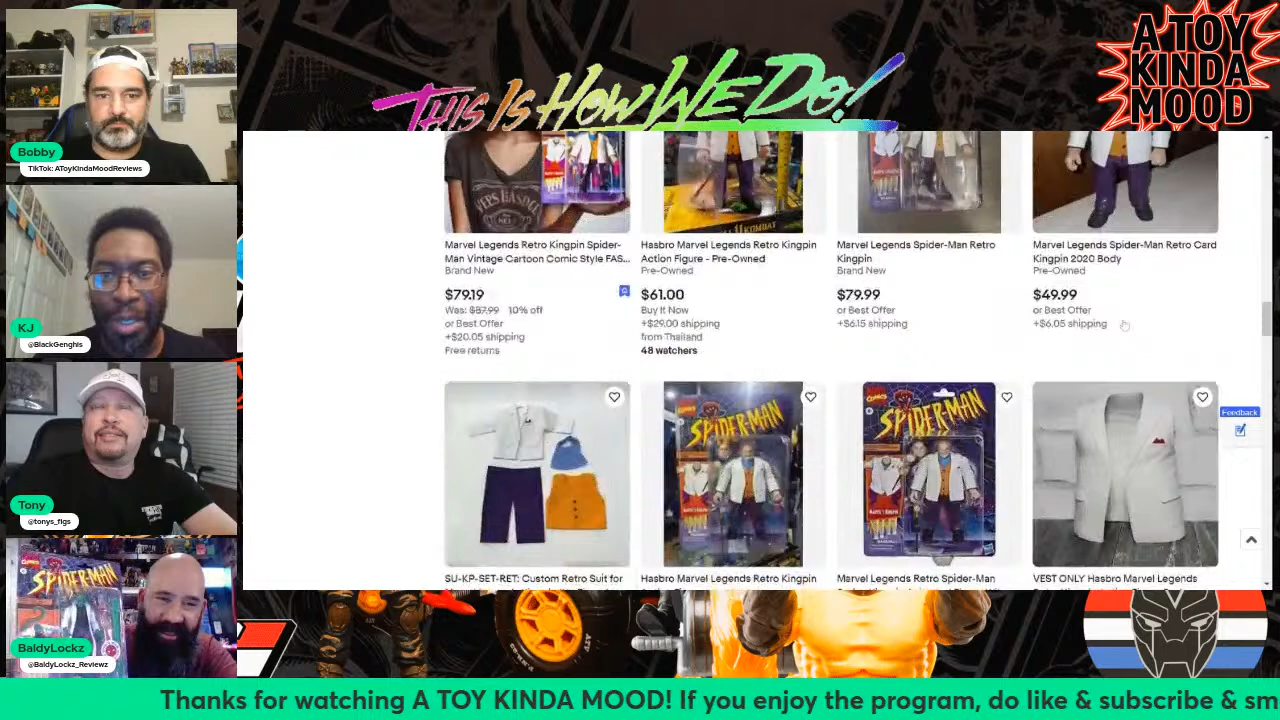 A TOY
KINDA
MOOD
THIS IS HOW WE DO!
Bobby
TikTok: AToyKindaMoodReviews
KJ
@BlackGenghis
Tony
@tonys_figs
BaldyLockz
@BaldyLockz_Reviewz
SPIDER-MAN
Marvel Legends Retro Kingpin Spider-
Man Vintage Cartoon Comic Style FAS...
Brand New
$79.19
Was: $87.99 10% off
or Best Offer
+$20.05 shipping
Free returns
Hasbro Marvel Legends Retro Kingpin
Action Figure - Pre-Owned
Pre-Owned
$61.00
Buy It Now
+$29.00 shipping
from Thailand
48 watchers
Marvel Legends Spider-Man Retro
Kingpin
Brand New
$79.99
or Best Offer
+$6.15 shipping
Marvel Legends Spider-Man Retro Card
Kingpin 2020 Body
Pre-Owned
$49.99
or Best Offer
+$6.05 shipping
SPIDER-MAN
SPIDER-MAN
Feedback
SU-KP-SET-RET: Custom Retro Suit for
Hasbro Marvel Legends Retro Kingpin
Marvel Legends Retro Spider-Man
VEST ONLY Hasbro Marvel Legends
Thanks for watching A TOY KINDA MOOD! If you enjoy the program, do like & subscribe & sm